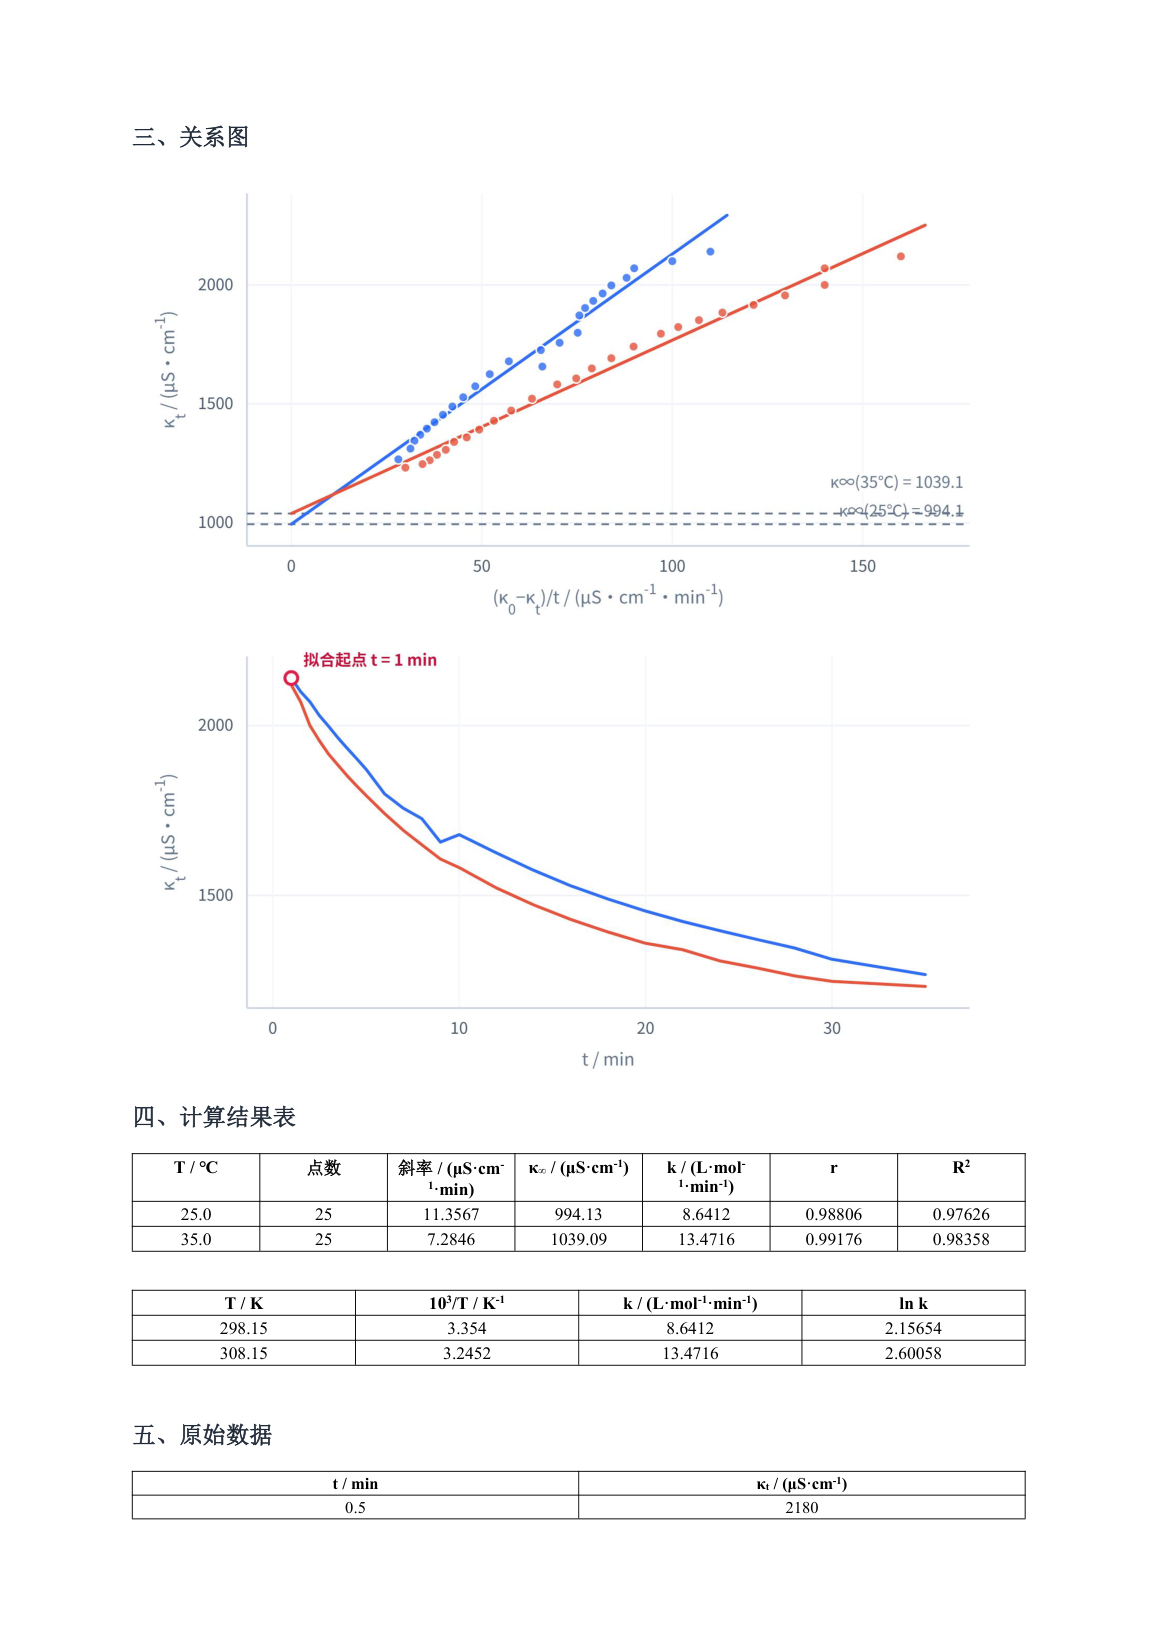 三、关系图
2000
1500
1000
κt / (μS·cm⁻¹)
κ∞(35℃) = 1039.1
κ∞(25℃) = 994.1
0 50 100 150
(κ₀−κt)/t / (μS·cm⁻¹·min⁻¹)
拟合起点 t = 1 min
2000
1500
κt / (μS·cm⁻¹)
0 10 20 30
t / min
四、计算结果表
T / ℃ 点数 斜率 / (μS·cm⁻¹·min) κ∞ / (μS·cm⁻¹) k / (L·mol⁻¹·min⁻¹) r R²
25.0 25 11.3567 994.13 8.6412 0.98806 0.97626
35.0 25 7.2846 1039.09 13.4716 0.99176 0.98358
T / K 10³/T / K⁻¹ k / (L·mol⁻¹·min⁻¹) ln k
298.15 3.354 8.6412 2.15654
308.15 3.2452 13.4716 2.60058
五、原始数据
t / min κt / (μS·cm⁻¹)
0.5 2180